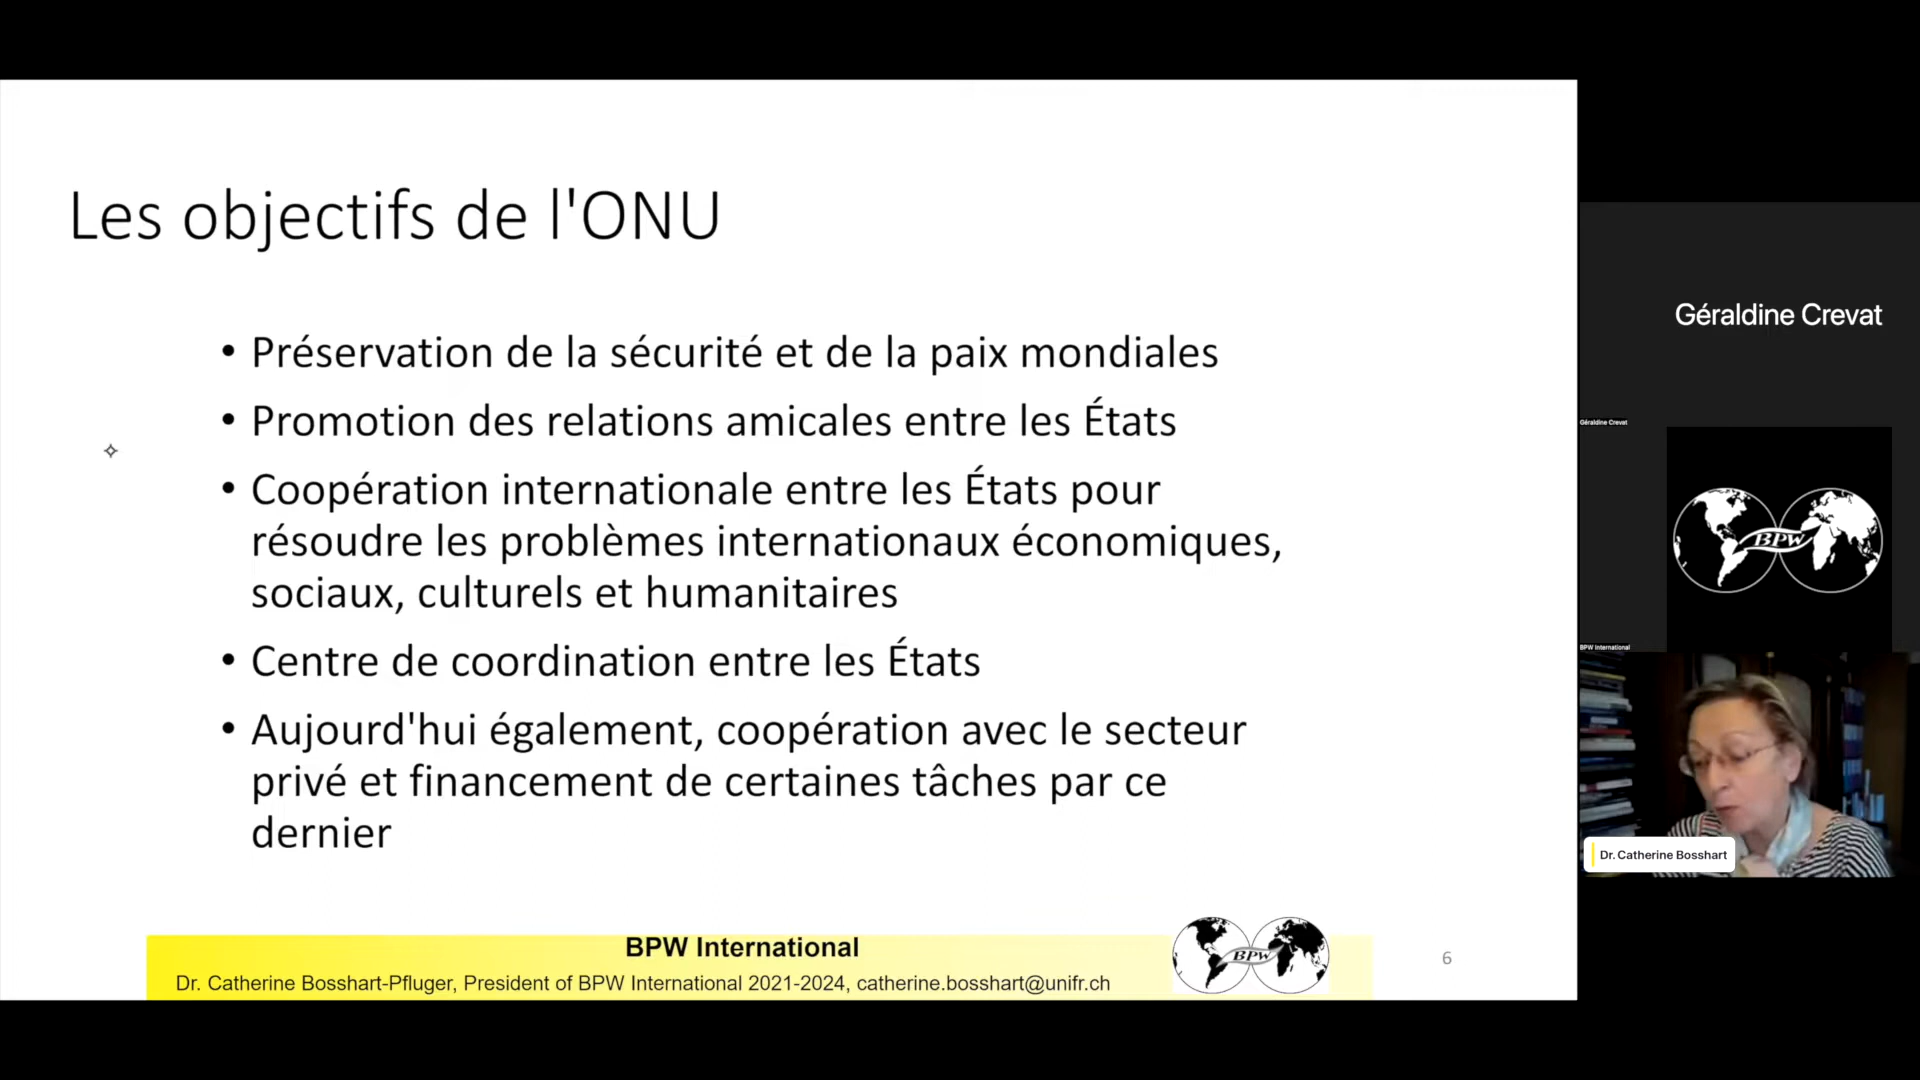 Les objectifs de l'ONU
• Préservation de la sécurité et de la paix mondiales
• Promotion des relations amicales entre les États
• Coopération internationale entre les États pour
résoudre les problèmes internationaux économiques,
sociaux, culturels et humanitaires
• Centre de coordination entre les États
• Aujourd'hui également, coopération avec le secteur
privé et financement de certaines tâches par ce
dernier
BPW International
Dr. Catherine Bosshart-Pfluger, President of BPW International 2021-2024, catherine.bosshart@unifr.ch
BPW
6
Géraldine Crevat
Géraldine Crevat
BPW
BPW International
Dr. Catherine Bosshart